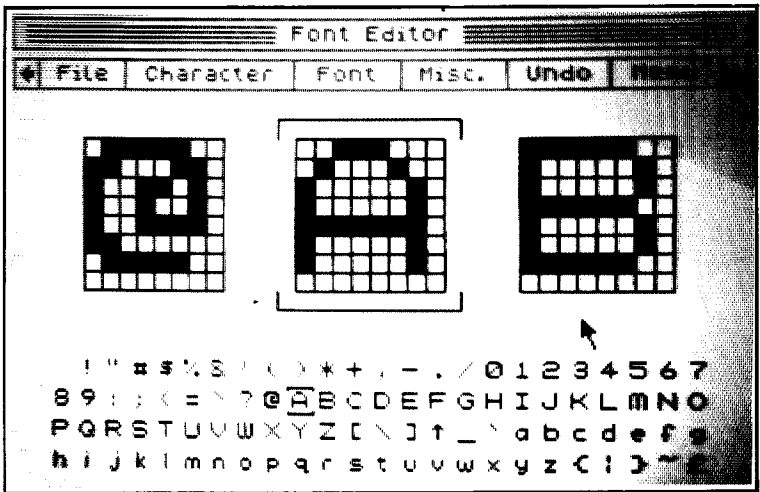 Font Editor
File Character Font Misc. Undo
@ A B
! " # $ % & ' ( ) * + , - . / 0 1 2 3 4 5 6 7
8 9 : ; < = > ? @ A B C D E F G H I J K L M N O
P Q R S T U V W X Y Z [ \ ] ↑ _ ` a b c d e f g
h i j k l m n o p q r s t u v w x y z { | } ~